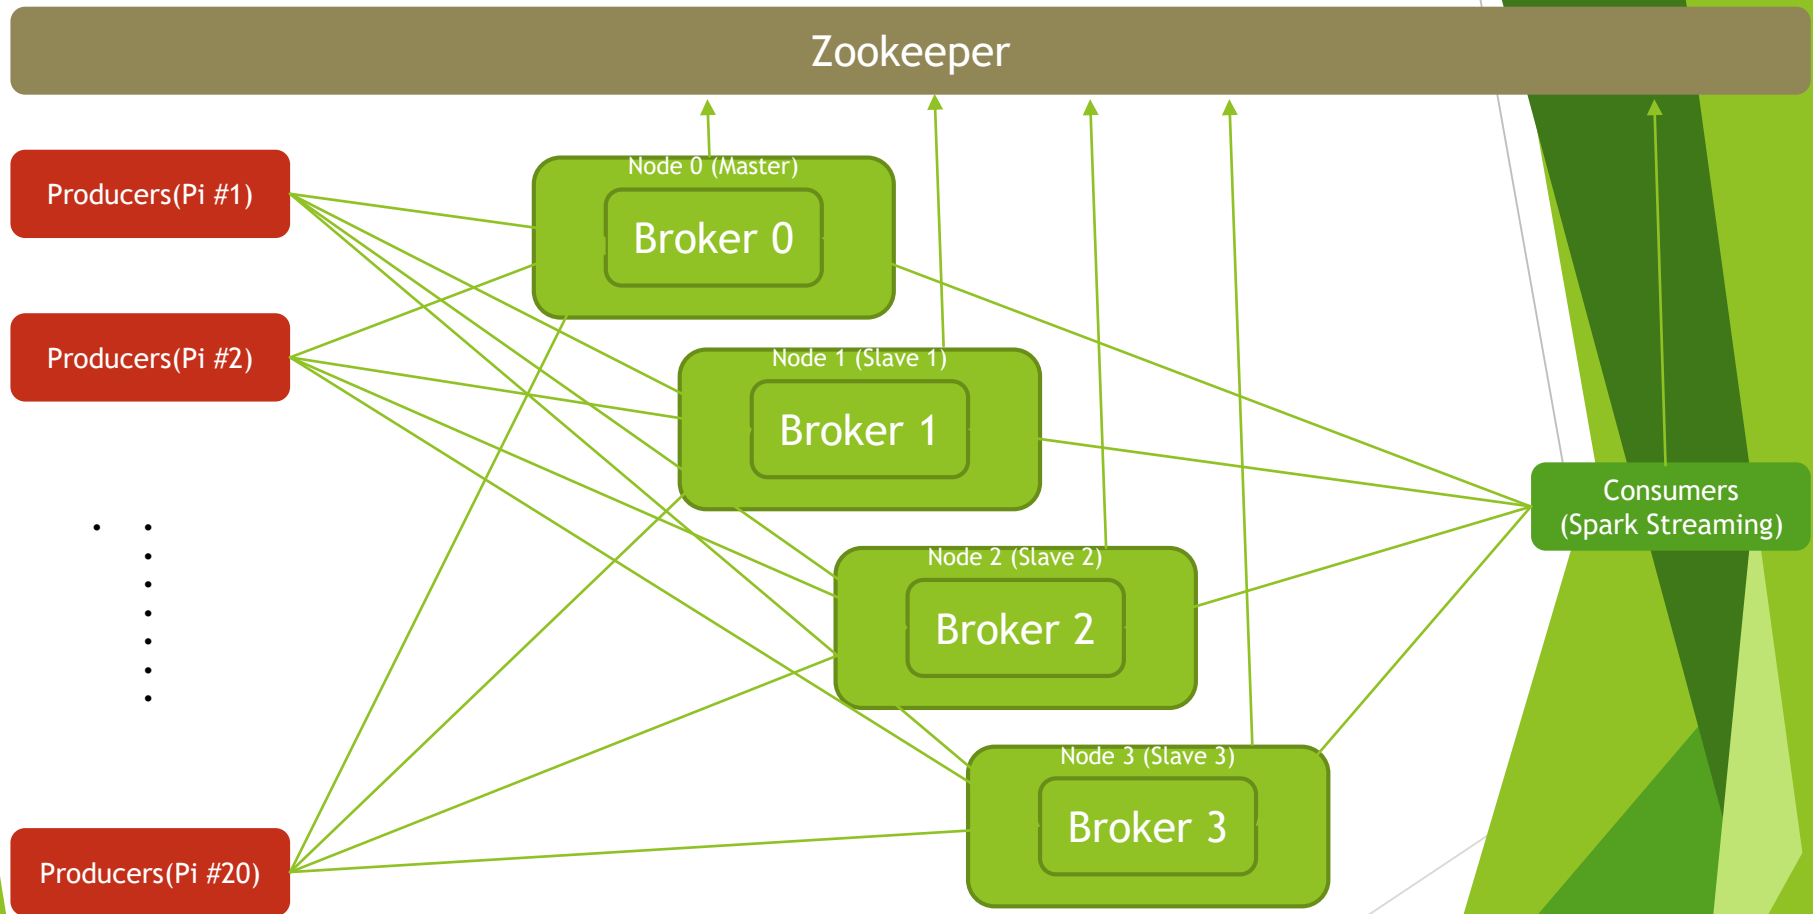 Zookeeper
Producers(Pi #1)
Node 0 (Master)
Broker 0
Producers(Pi #2)
Node 1 (Slave 1)
Broker 1
Consumers
(Spark Streaming)
Node 2 (Slave 2)
Broker 2
Node 3 (Slave 3)
Broker 3
Producers(Pi #20)